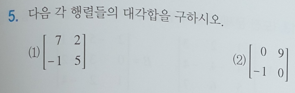 5. 다음 각 행렬들의 대각합을 구하시오.
(1) [7 2; -1 5] (2) [0 9; -1 0]